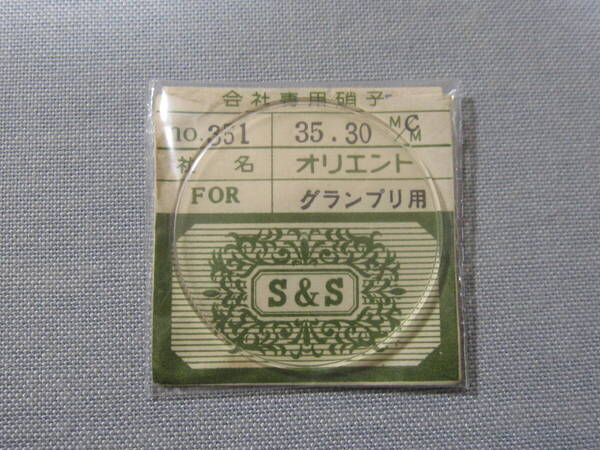 会社専用硝子
no. 351 35.30 M/M C
社名 オリエント
FOR グランプリ用
S&S